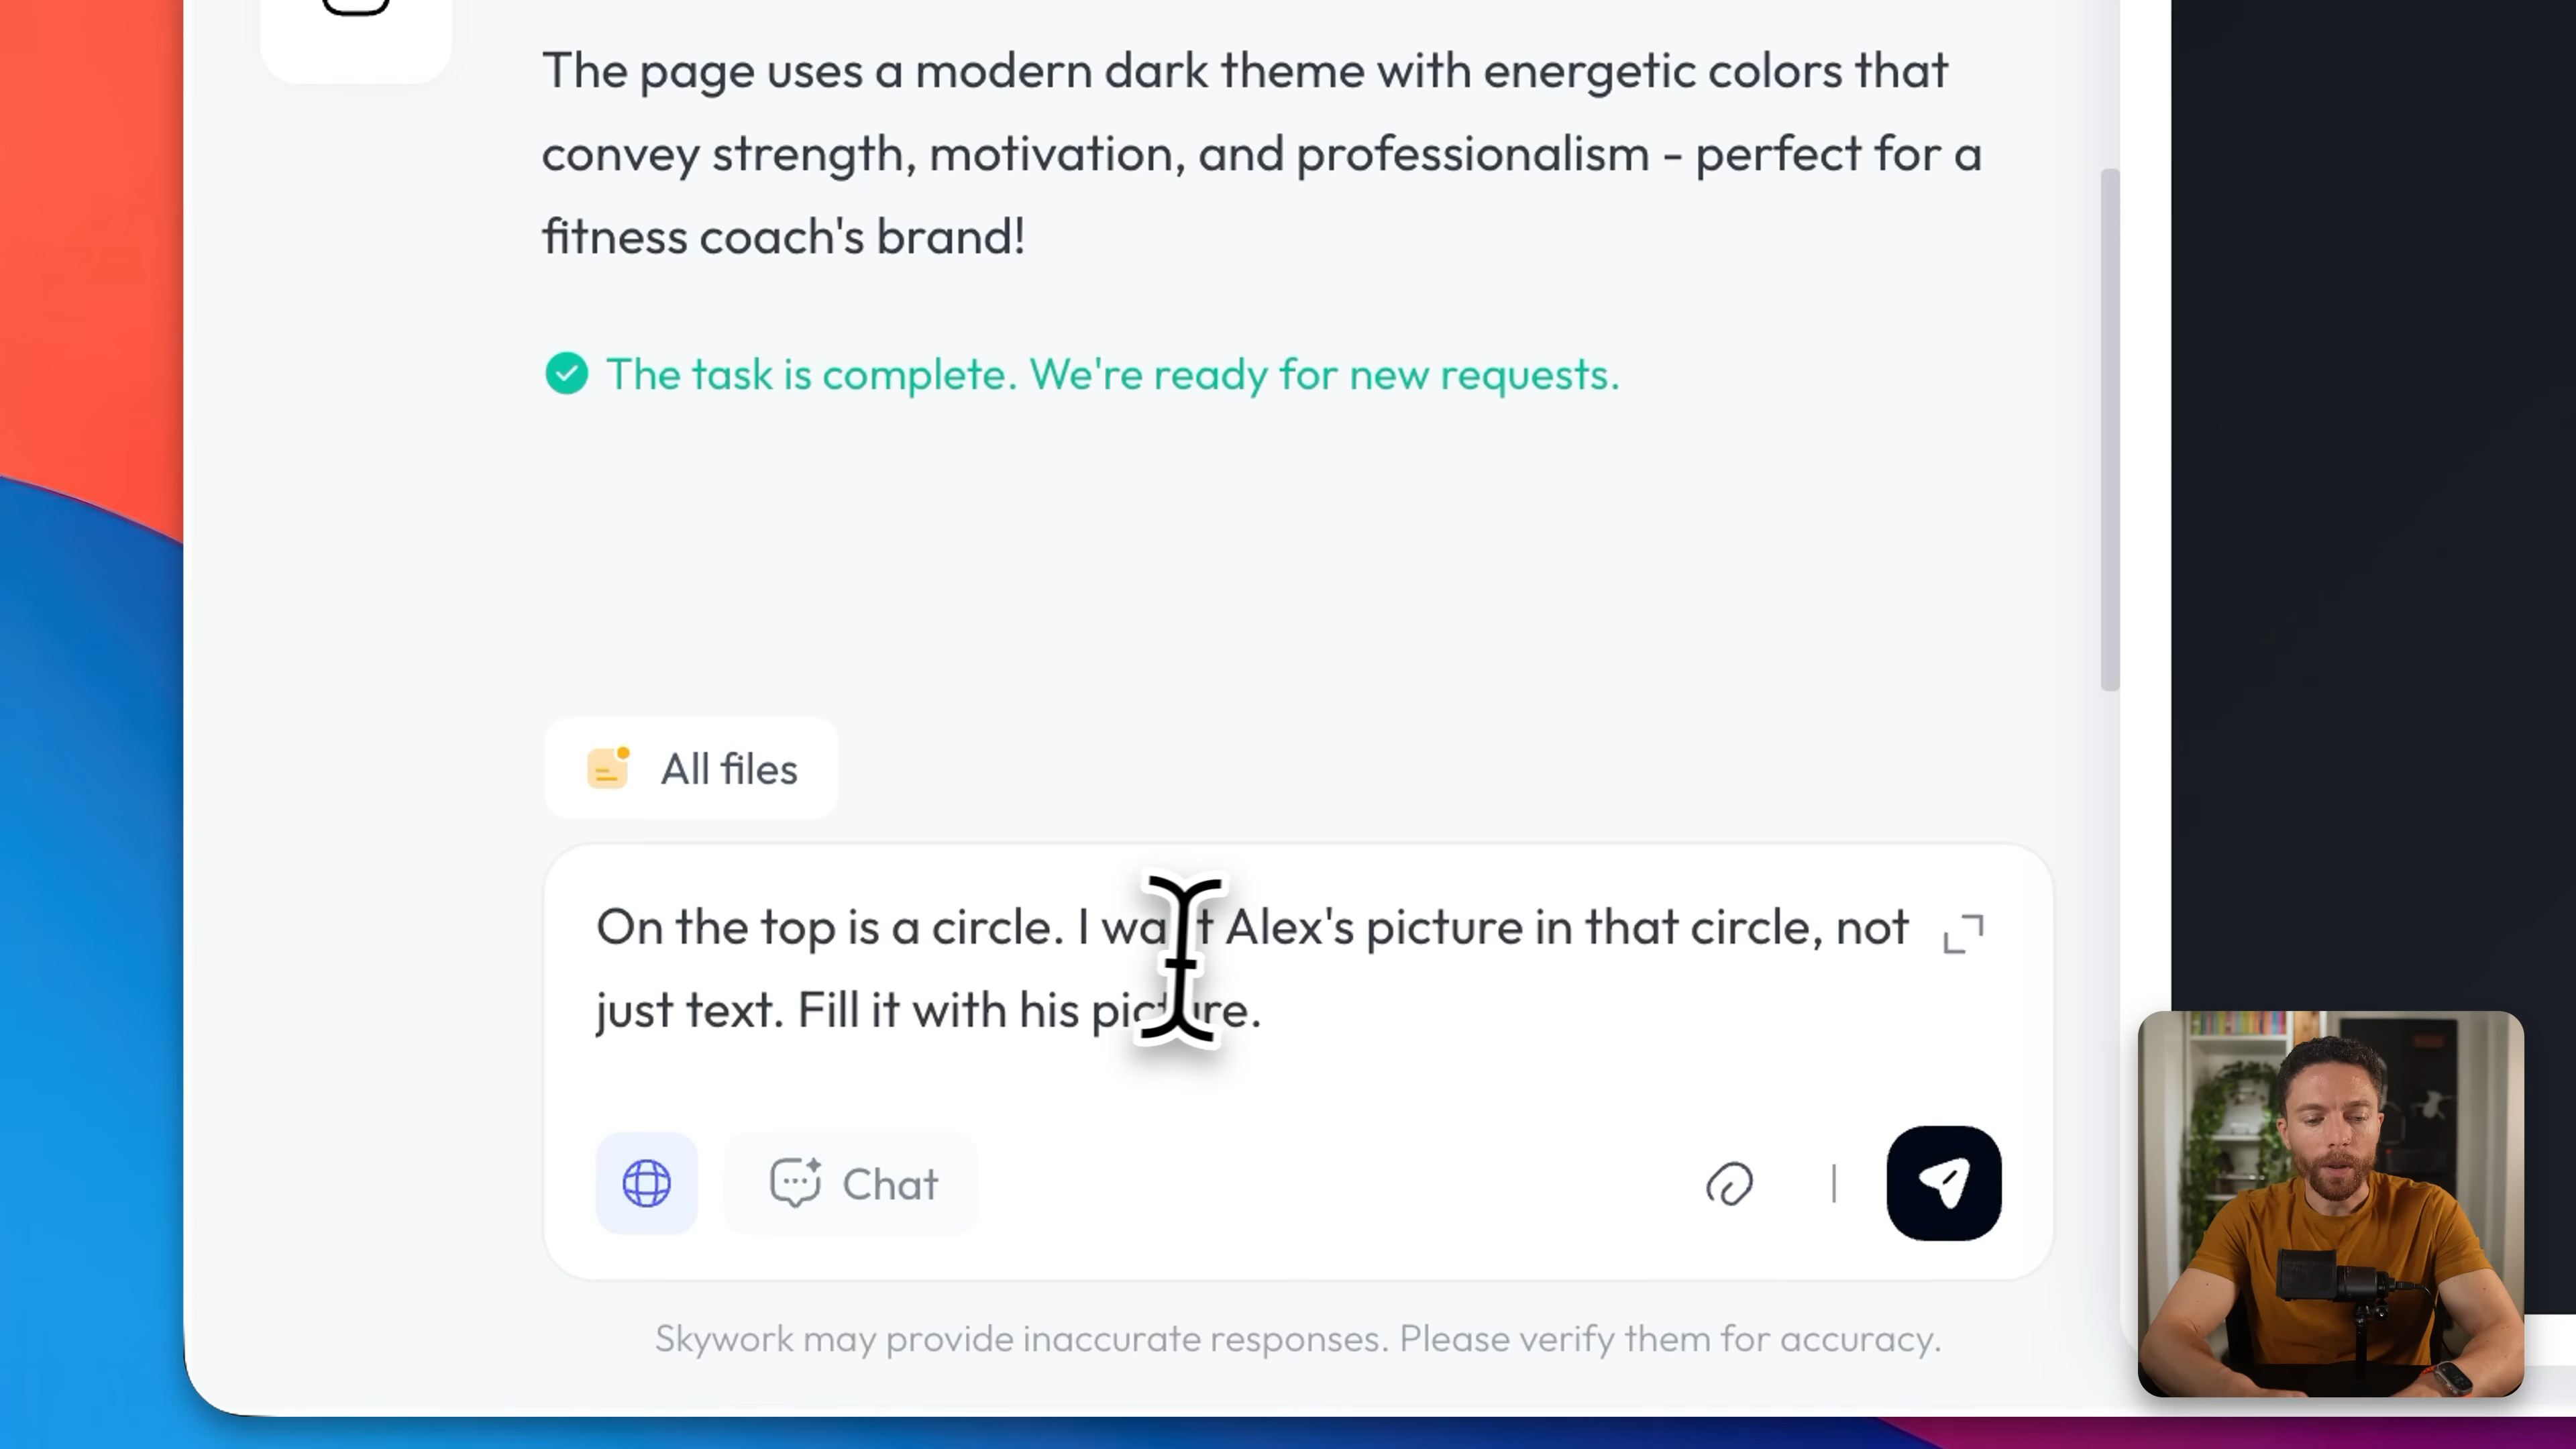 The page uses a modern dark theme with energetic colors that
convey strength, motivation, and professionalism - perfect for a
fitness coach's brand!
The task is complete. We're ready for new requests.
All files
On the top is a circle. I want Alex's picture in that circle, not
just text. Fill it with his picture.
Chat
Skywork may provide inaccurate responses. Please verify them for accuracy.